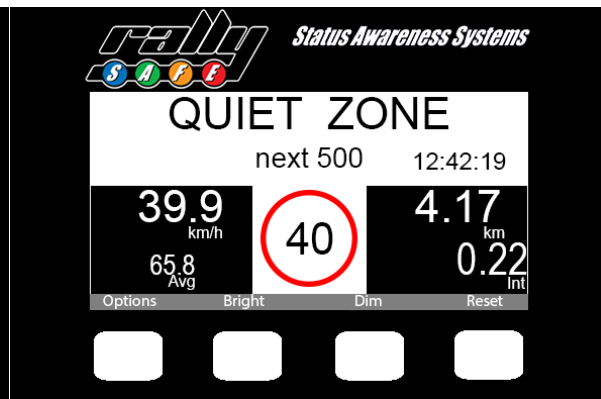 rally Status Awareness Systems
SAFE
QUIET ZONE
next 500 12:42:19
39.9 km/h
40
4.17 km
65.8 Avg
0.22 Int
Options Bright Dim Reset